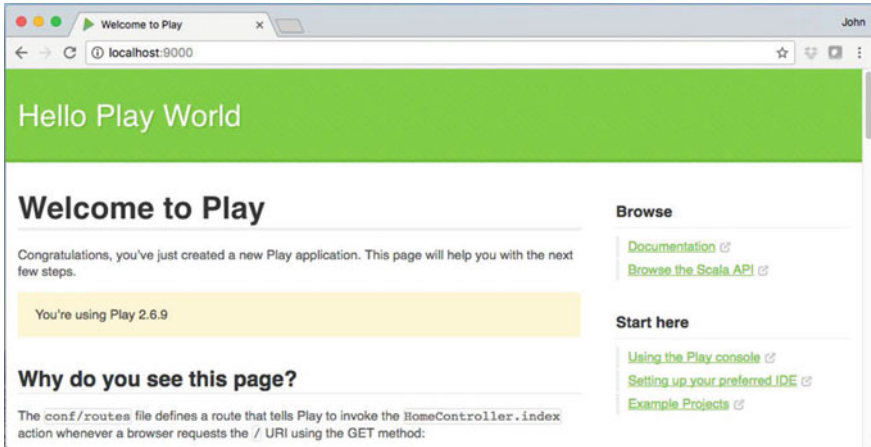 Welcome to Play
John
localhost:9000
Hello Play World
Welcome to Play
Congratulations, you've just created a new Play application. This page will help you with the next
few steps.
You're using Play 2.6.9
Why do you see this page?
The conf/routes file defines a route that tells Play to invoke the HomeController.index
action whenever a browser requests the / URI using the GET method:
Browse
Documentation
Browse the Scala API
Start here
Using the Play console
Setting up your preferred IDE
Example Projects